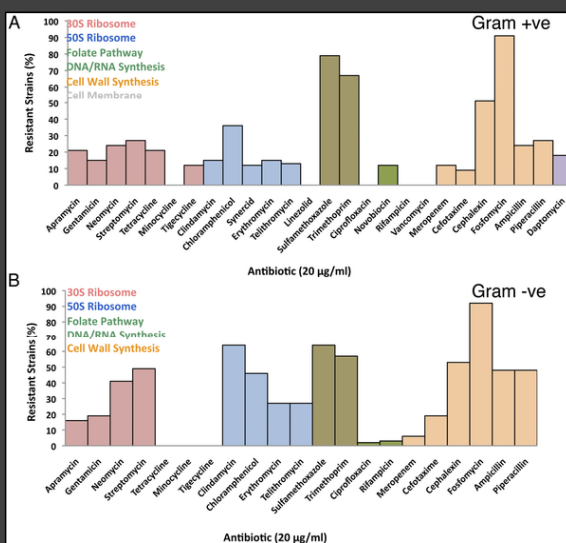 A
Gram +ve
100
90
80
70
60
50
40
30
20
10
0
Resistant Strains (%)
30S Ribosome
50S Ribosome
Folate Pathway
DNA/RNA Synthesis
Cell Wall Synthesis
Cell Membrane
Apramycin
Gentamicin
Neomycin
Streptomycin
Tetracycline
Minocycline
Tigecycline
Clindamycin
Chloramphenicol
Synercid
Erythromycin
Telithromycin
Linezolid
Sulfamethoxazole
Trimethoprim
Ciprofloxacin
Novobiocin
Rifampicin
Vancomycin
Meropenem
Cefotaxime
Cephalexin
Fosfomycin
Ampicillin
Piperacillin
Daptomycin
Antibiotic (20 µg/ml)
B
Gram -ve
100
90
80
70
60
50
40
30
20
10
0
Resistant Strains (%)
30S Ribosome
50S Ribosome
Folate Pathway
DNA/RNA Synthesis
Cell Wall Synthesis
Apramycin
Gentamicin
Neomycin
Streptomycin
Tetracycline
Minocycline
Tigecycline
Clindamycin
Chloramphenicol
Erythromycin
Telithromycin
Sulfamethoxazole
Trimethoprim
Ciprofloxacin
Rifampicin
Meropenem
Cefotaxime
Cephalexin
Fosfomycin
Ampicillin
Piperacillin
Antibiotic (20 µg/ml)